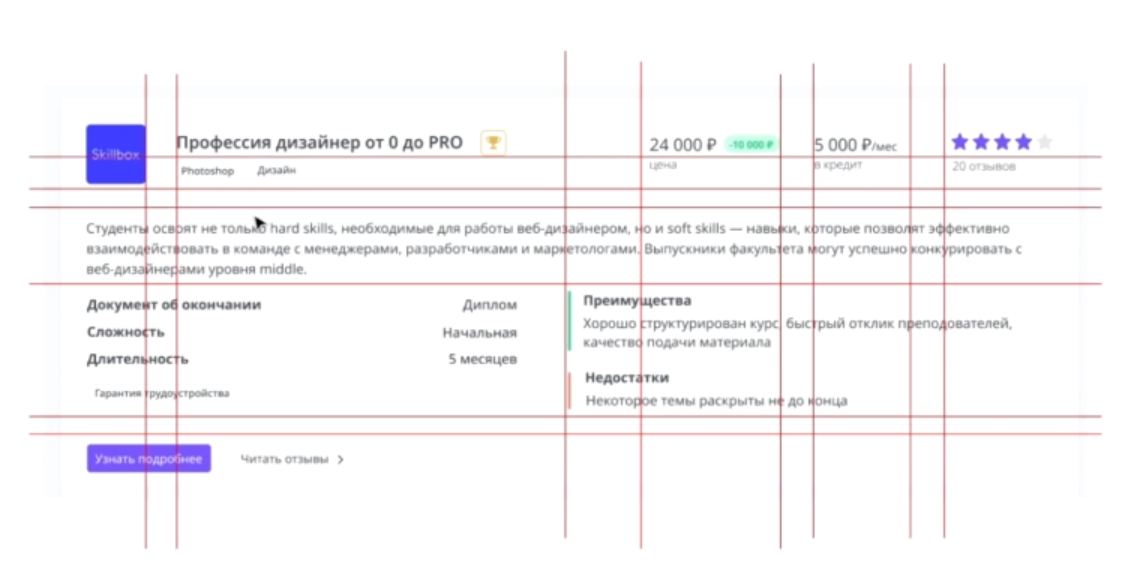 Skillbox
Профессия дизайнер от 0 до PRO
24 000 ₽ -10 000 ₽
5 000 ₽/мес
Photoshop Дизайн
цена
в кредит
20 отзывов
Студенты освоят не только hard skills, необходимые для работы веб-дизайнером, но и soft skills — навыки, которые позволят эффективно
взаимодействовать в команде с менеджерами, разработчиками и маркетологами. Выпускники факультета могут успешно конкурировать с
веб-дизайнерами уровня middle.
Документ об окончании Диплом
Сложность Начальная
Длительность 5 месяцев
Гарантия трудоустройства
Преимущества
Хорошо структурирован курс, быстрый отклик преподователей,
качество подачи материала
Недостатки
Некоторое темы раскрыты не до конца
Узнать подробнее Читать отзывы